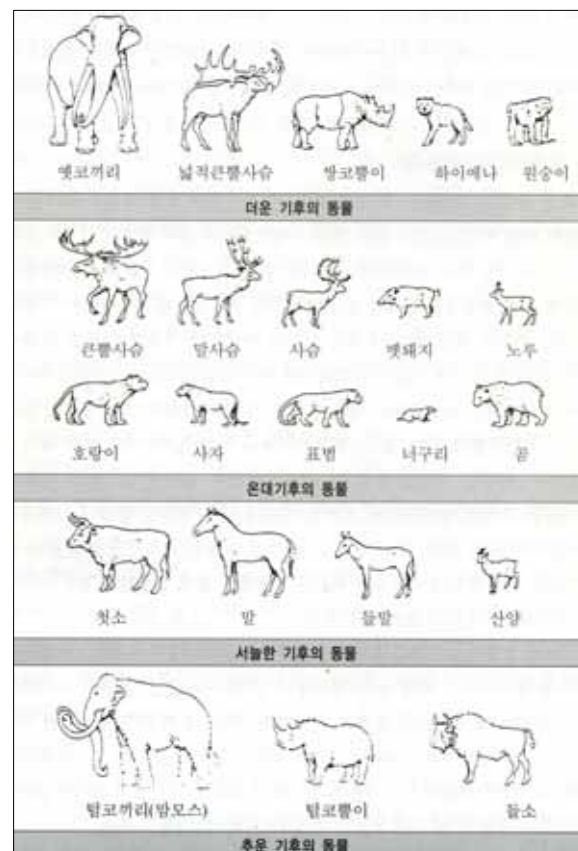 옛코끼리 넓적큰뿔사슴 쌍코뿔이 하이에나 원숭이
더운 기후의 동물
큰뿔사슴 말사슴 사슴 멧돼지 노루
호랑이 사자 표범 너구리 곰
온대기후의 동물
첫소 말 들말 산양
서늘한 기후의 동물
털코끼리(맘모스) 털코뿔이 들소
추운 기후의 동물